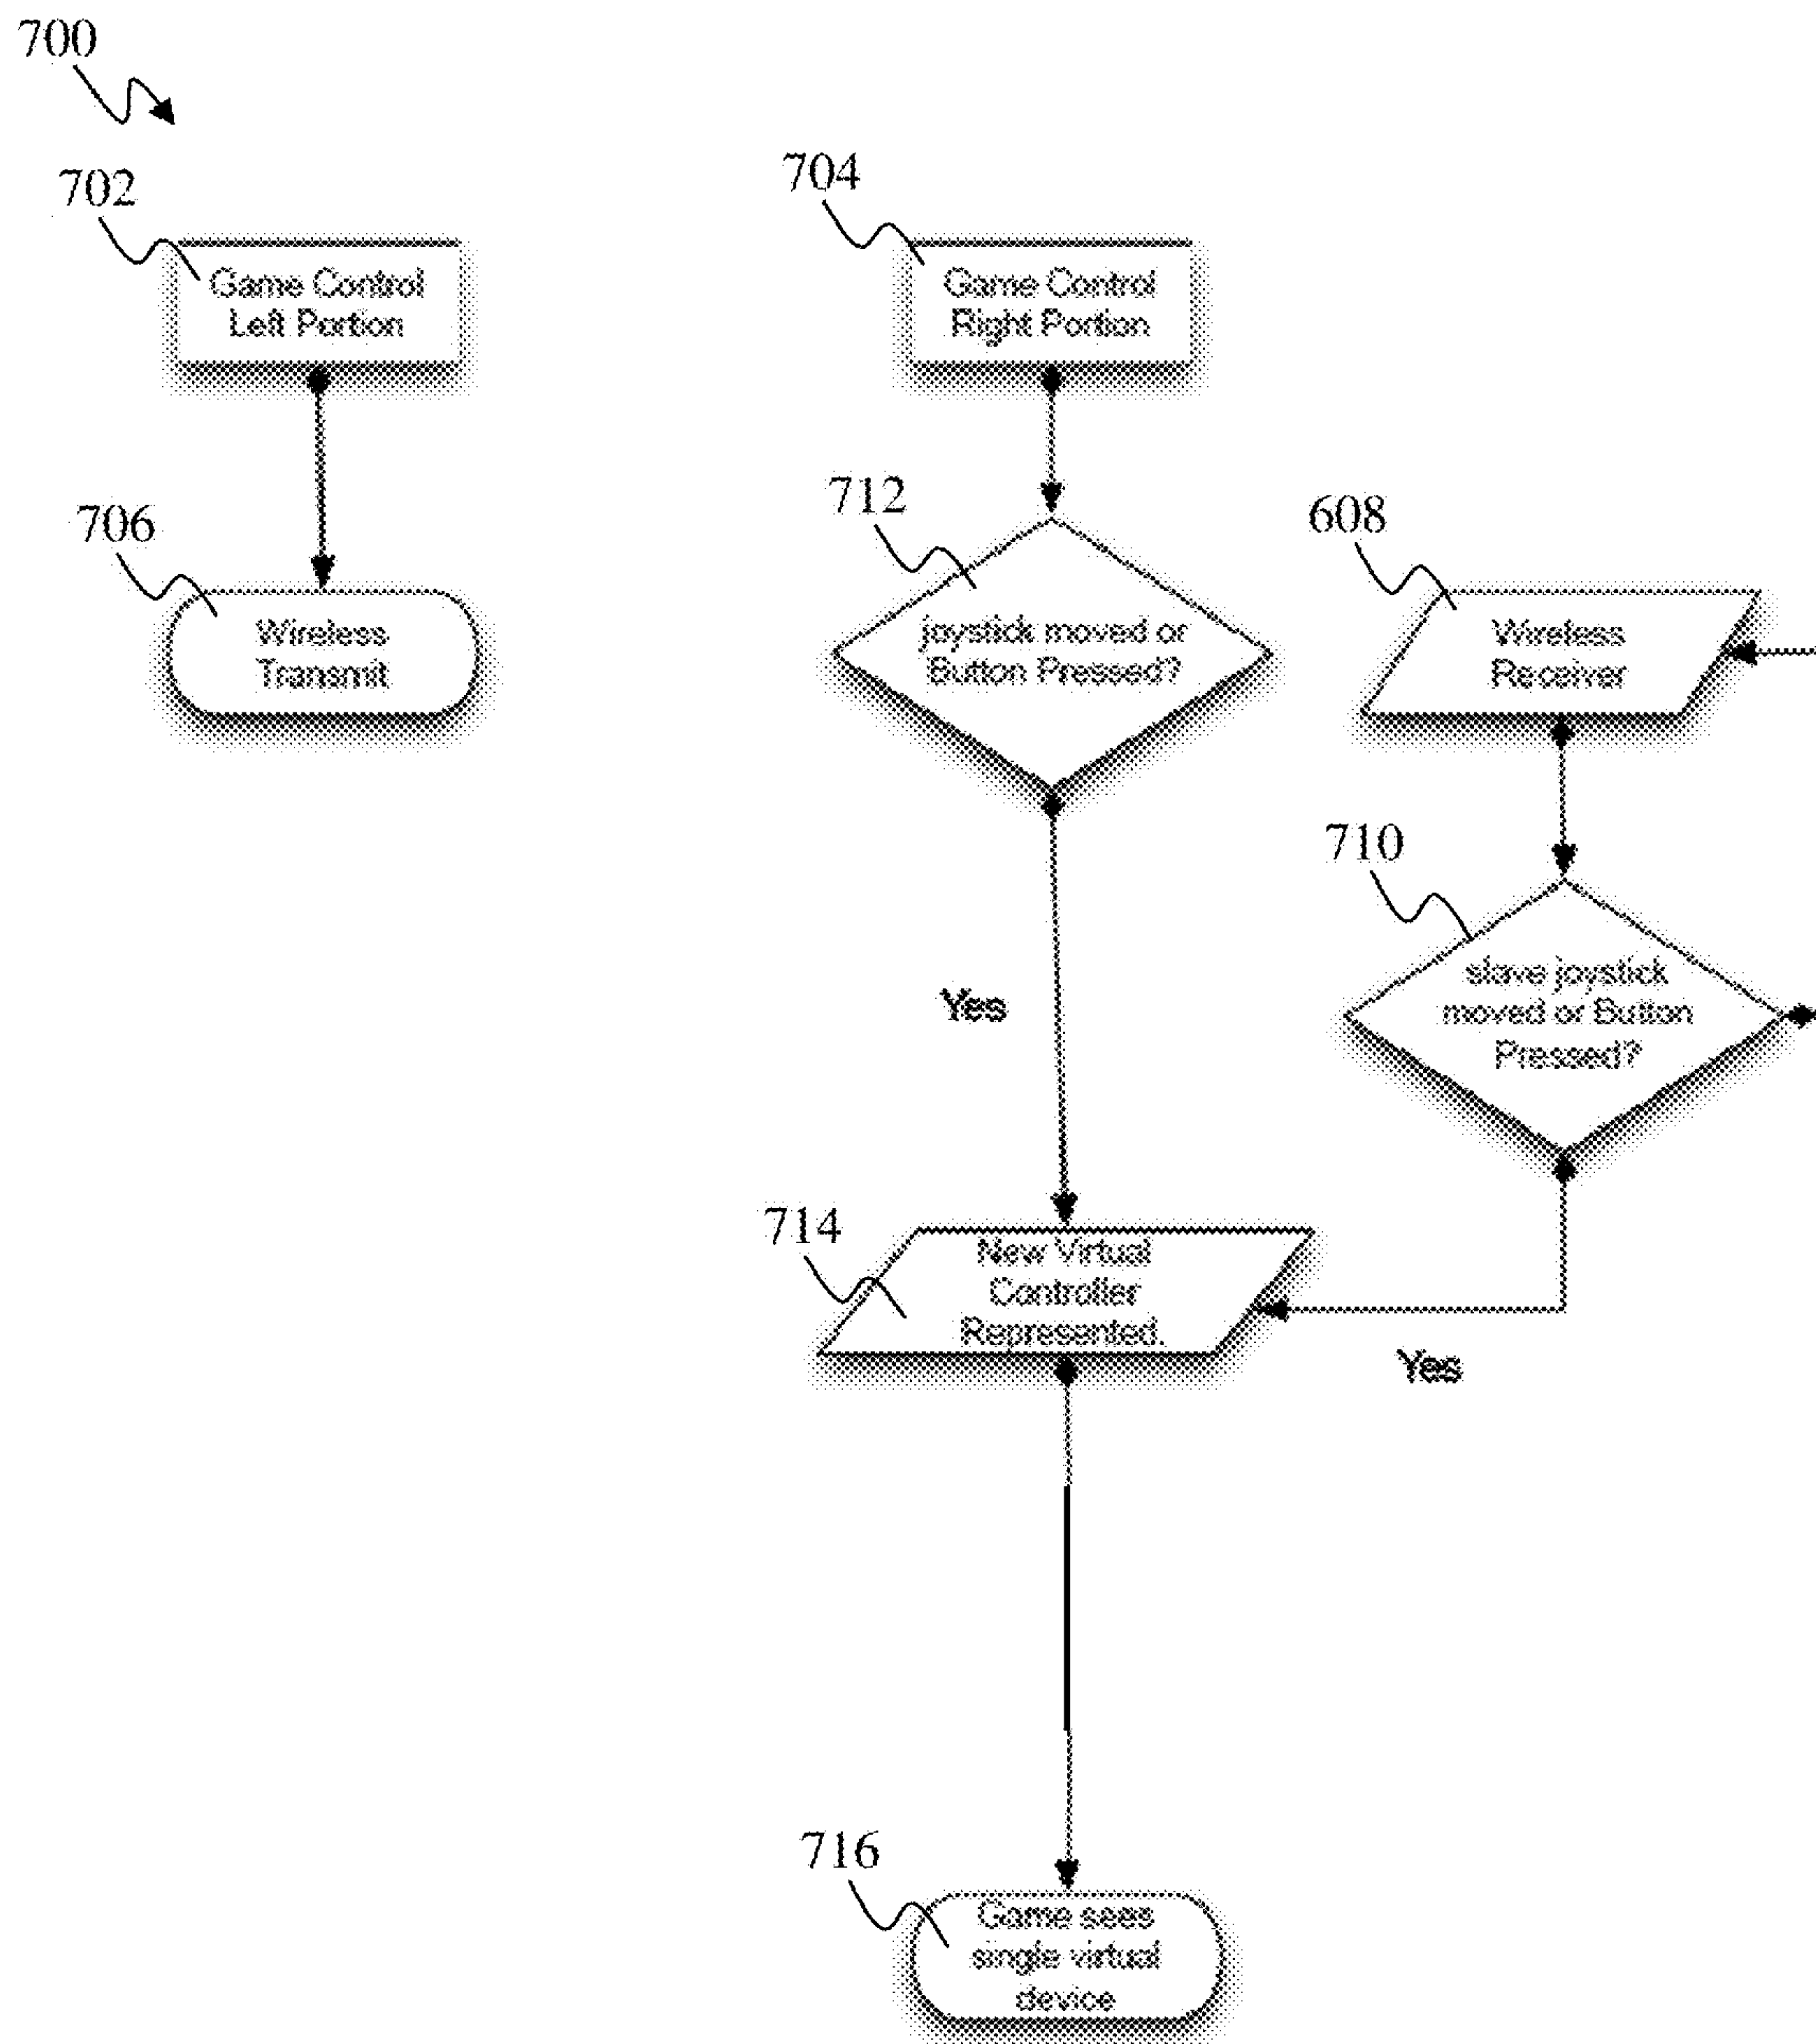 700
702
Game Control
Left Portion
704
Game Control
Right Portion
706
Wireless
Transmit
712
joystick moved or
Button Pressed?
608
Wireless
Receiver
710
slave joystick
moved or Button
Pressed?
Yes
714
New Virtual
Controller
Represented.
Yes
716
Game sees
single virtual
device